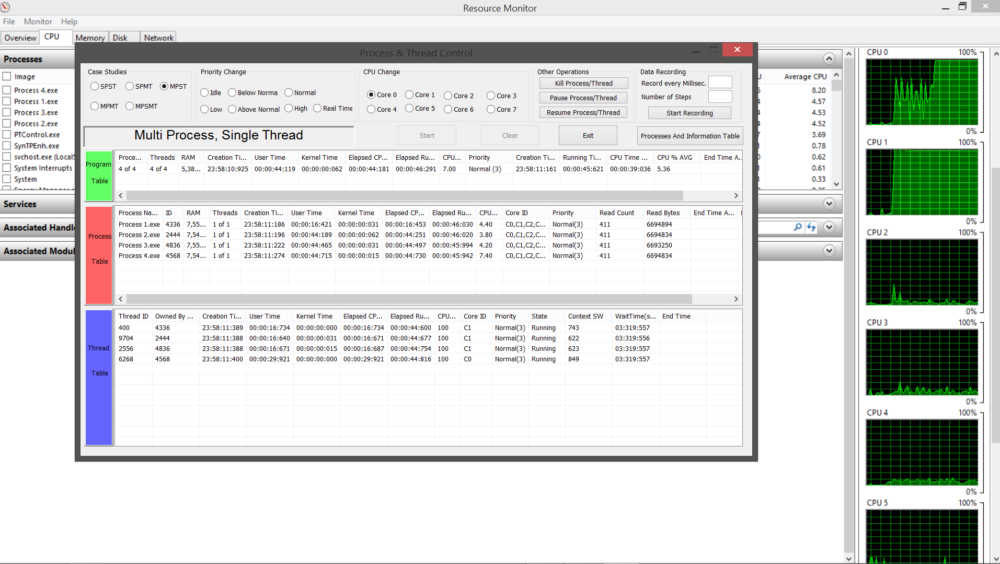 Resource Monitor
File Monitor Help
Overview CPU Memory Disk Network
Processes
Image
Process 4.exe
Process 1.exe
Process 3.exe
Process 2.exe
PTControl.exe
SynTPEnh.exe
svchost.exe (LocalS
System Interrupts
System
Services
Associated Handl
Associated Modul
Process & Thread Control
Case Studies
SPST SPMT MPST
MPMT MPSMT
Priority Change
Idle Below Norma Normal
Low Above Normal High Real Time
CPU Change
Core 0 Core 1 Core 2 Core 3
Core 4 Core 5 Core 6 Core 7
Other Operations
Kill Process/Thread
Pause Process/Thread
Resume Process/Thread
Data Recording
Record every Millisec.
Number of Steps
Start Recording
Multi Process, Single Thread
Start Clear Exit Processes And Information Table
Program
Table
Proce... Threads RAM Creation Ti... User Time Kernel Time Elapsed CP... Elapsed Ru... CPU... Priority Creation Ti... Running Ti... CPU Time ... CPU % AVG End Time A..
4 of 4 4 of 4 5,38... 23:58:10:925 00:00:44:119 00:00:00:062 00:00:44:181 00:00:46:291 7.00 Normal (3) 23:58:11:161 00:00:45:621 00:00:39:036 5.36
Process
Table
Process Na... ID RAM Threads Creation Ti... User Time Kernel Time Elapsed CP... Elapsed Ru... CPU... Core ID Priority Read Count Read Bytes End Time A...
Process 1.exe 4336 7,55... 1 of 1 23:58:11:186 00:00:16:421 00:00:00:031 00:00:16:453 00:00:46:030 4.40 C0,C1,C2,C... Normal(3) 411 6694894
Process 2.exe 2444 7,54... 1 of 1 23:58:11:196 00:00:44:189 00:00:00:062 00:00:44:251 00:00:46:020 3.80 C0,C1,C2,C... Normal(3) 411 6694834
Process 3.exe 4836 7,55... 1 of 1 23:58:11:222 00:00:44:465 00:00:00:031 00:00:44:497 00:00:45:994 4.20 C0,C1,C2,C... Normal(3) 411 6693250
Process 4.exe 4568 7,54... 1 of 1 23:58:11:274 00:00:44:715 00:00:00:015 00:00:44:730 00:00:45:942 7.40 C0,C1,C2,C... Normal(3) 411 6694834
Thread
Table
Thread ID Owned By ... Creation Ti... User Time Kernel Time Elapsed CP... Elapsed Ru... CPU... Core ID Priority State Context SW WaitTime(s... End Time
400 4336 23:58:11:389 00:00:16:734 00:00:00:000 00:00:16:734 00:00:44:600 100 C1 Normal(3) Running 743 03:319:557
9704 2444 23:58:11:388 00:00:16:640 00:00:00:031 00:00:16:671 00:00:44:677 100 C1 Normal(3) Running 622 03:319:556
2556 4836 23:58:11:388 00:00:16:671 00:00:00:015 00:00:16:687 00:00:44:754 100 C1 Normal(3) Running 623 03:319:557
6268 4568 23:58:11:400 00:00:29:921 00:00:00:000 00:00:29:921 00:00:44:816 100 C0 Normal(3) Running 849 03:319:557
Average CPU
8.20
4.57
4.53
4.52
3.69
0.78
0.62
0.61
0.33
CPU 0 100%
0%
CPU 1 100%
0%
CPU 2 100%
0%
CPU 3 100%
0%
CPU 4 100%
0%
CPU 5 100%